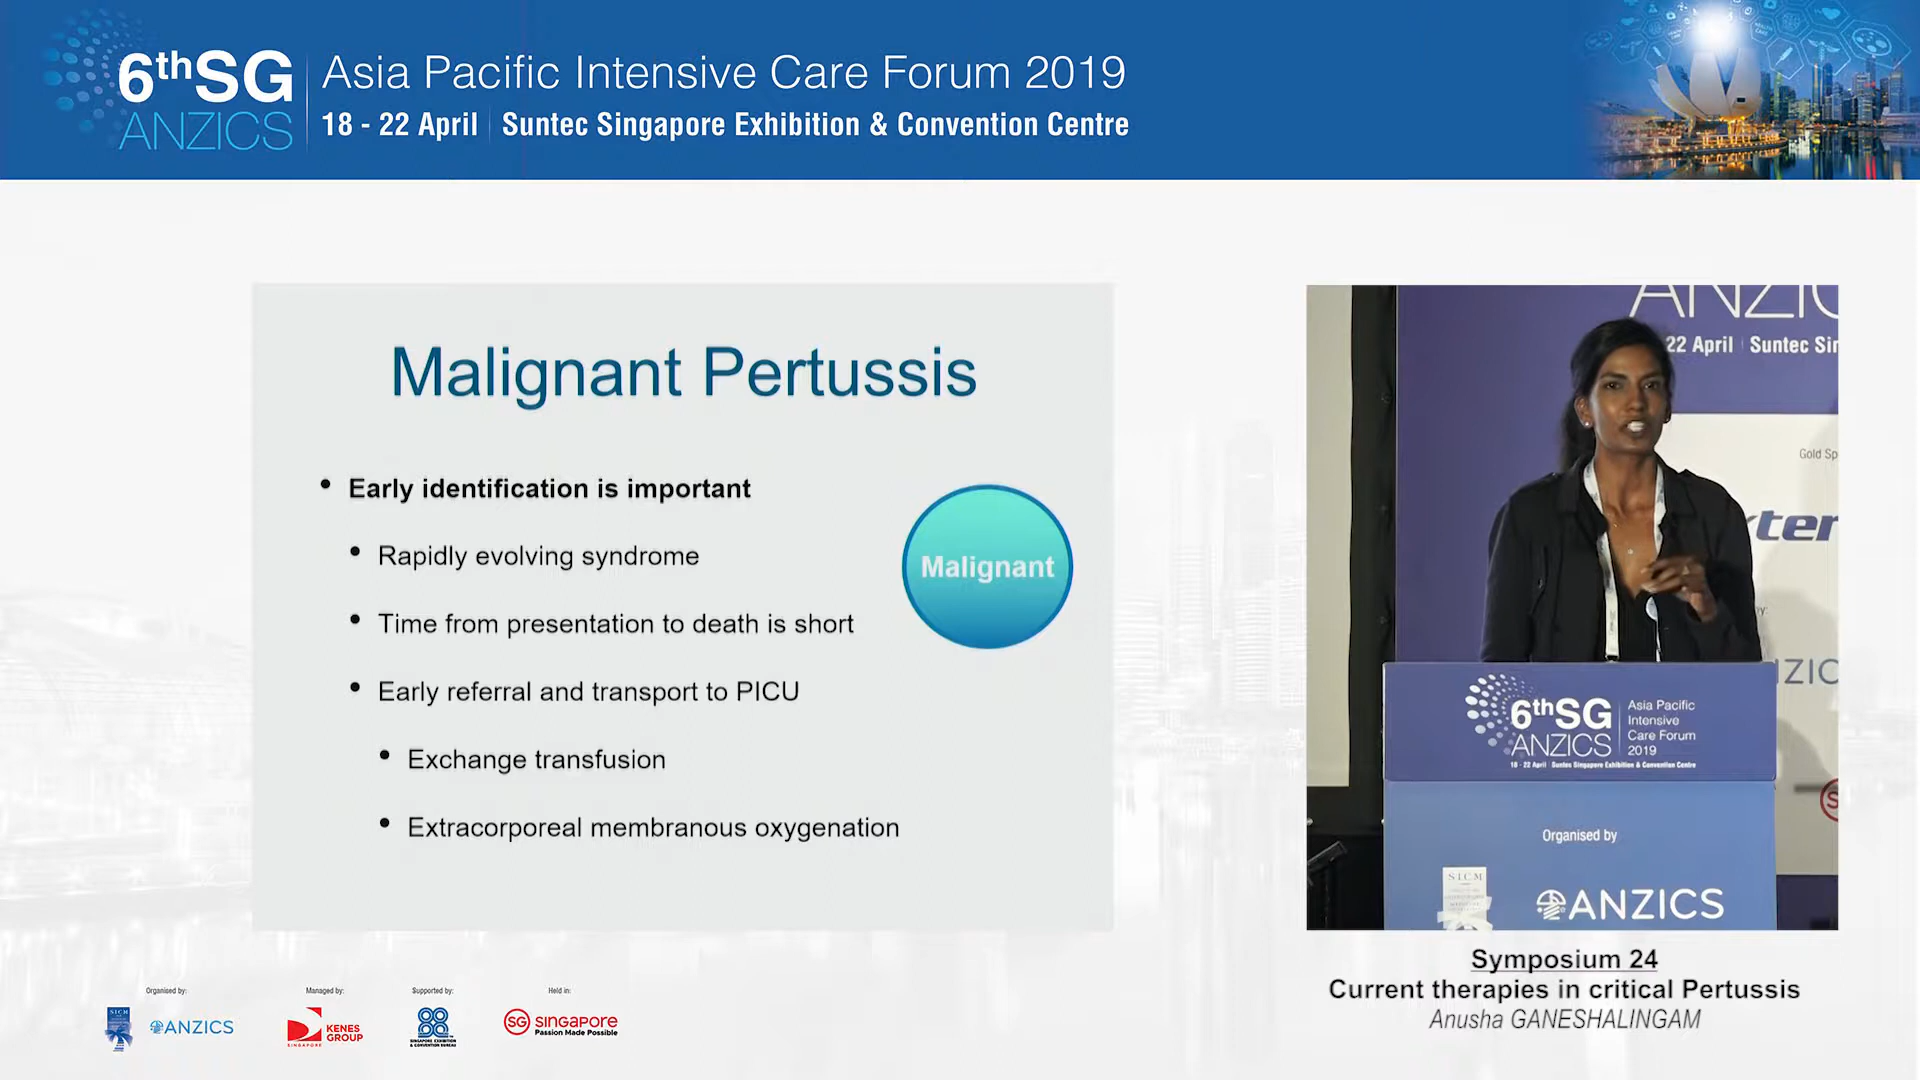 6thSG
ANZICS
Asia Pacific Intensive Care Forum 2019
18 - 22 April | Suntec Singapore Exhibition & Convention Centre
Malignant Pertussis
• Early identification is important
• Rapidly evolving syndrome
• Time from presentation to death is short
• Early referral and transport to PICU
• Exchange transfusion
• Extracorporeal membranous oxygenation
Malignant
ANZIC
22 April | Suntec Sin
Gold Sp
xter
NZIC
6thSG
ANZICS
Asia Pacific
Intensive
Care Forum
2019
18 - 22 April | Suntec Singapore Exhibition & Convention Centre
Organised by
SICM
ANZICS
Symposium 24
Current therapies in critical Pertussis
Anusha GANESHALINGAM
Organised by:
SICM
ANZICS
Managed by:
KENES
GROUP
SINGAPORE
Supported by:
SINGAPORE EXHIBITION
& CONVENTION BUREAU
Held in:
SG SINGAPORE
Passion Made Possible